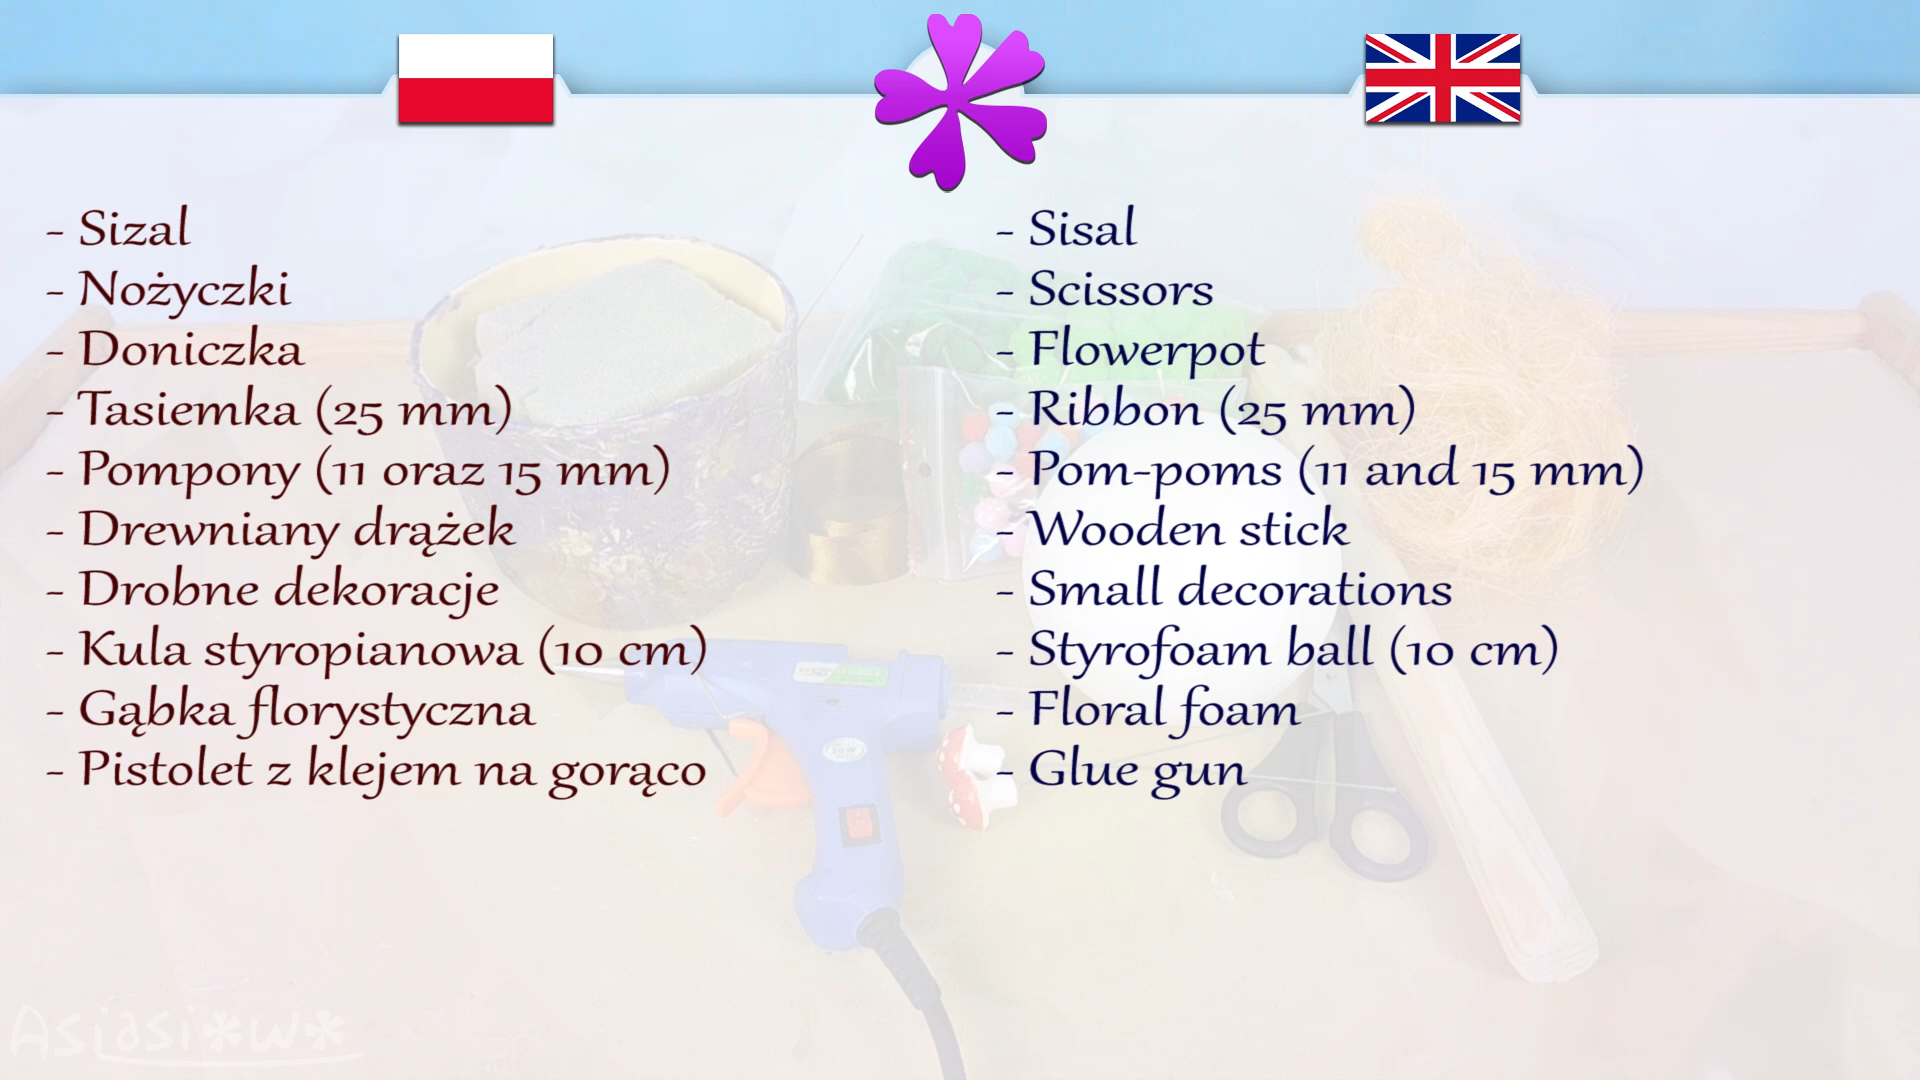 - Sizal
- Nożyczki
- Doniczka
- Tasiemka (25 mm)
- Pompony (11 oraz 15 mm)
- Drewniany drążek
- Drobne dekoracje
- Kula styropianowa (10 cm)
- Gąbka florystyczna
- Pistolet z klejem na gorąco
- Sisal
- Scissors
- Flowerpot
- Ribbon (25 mm)
- Pom-poms (11 and 15 mm)
- Wooden stick
- Small decorations
- Styrofoam ball (10 cm)
- Floral foam
- Glue gun